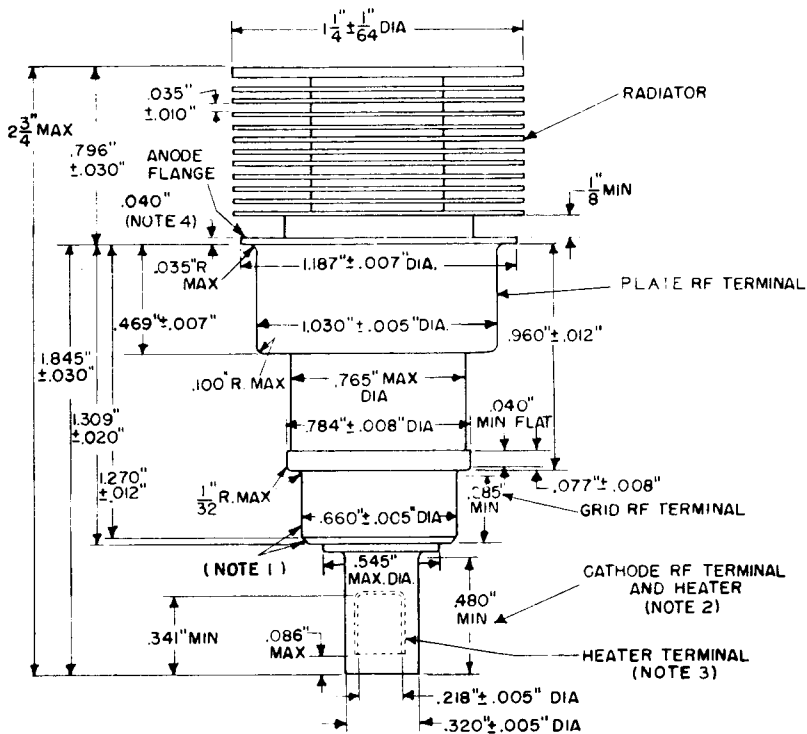 1 1/4 ± 1/64" DIA
.035"
±.010"
RADIATOR
2 3/4" MAX
.796"
±.030"
ANODE
FLANGE
1/8" MIN
.040"
(NOTE 4)
.035"R
MAX
1.187"±.007"DIA.
PLATE RF TERMINAL
.469"±.007"
1.030"±.005"DIA.
.960"±.012"
1.845"
±.030"
.100"R.MAX
.765" MAX
DIA
.040"
MIN FLAT
1.309"
±.020"
.784"±.008"DIA
1.270"
±.012"
1/32" R.MAX
.077"±.008"
.085"
MIN
GRID RF TERMINAL
.660"±.005"DIA
(NOTE 1)
.545"
MAX. DIA.
CATHODE RF TERMINAL
AND HEATER
(NOTE 2)
.480"
MIN
.341"MIN
.086"
MAX
HEATER TERMINAL
(NOTE 3)
.218"±.005" DIA
.320"±.005" DIA